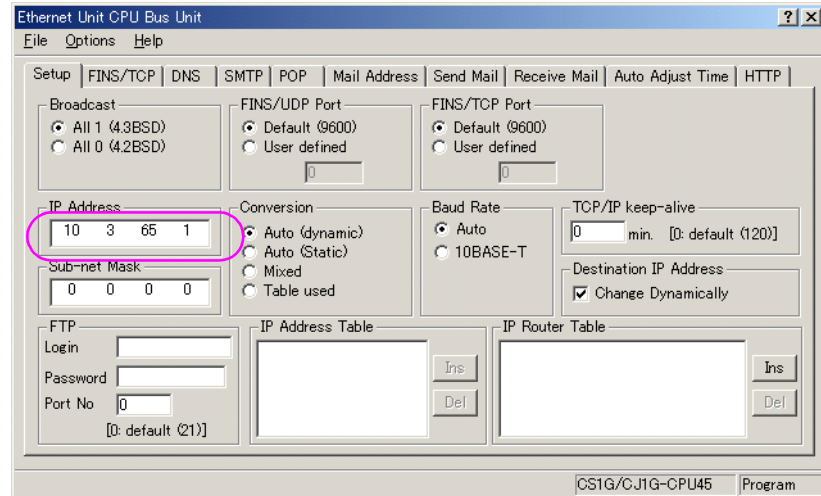 Ethernet Unit CPU Bus Unit
File Options Help
Setup FINS/TCP DNS SMTP POP Mail Address Send Mail Receive Mail Auto Adjust Time HTTP
Broadcast
All 1 (4.3BSD)
All 0 (4.2BSD)
FINS/UDP Port
Default (9600)
User defined
0
FINS/TCP Port
Default (9600)
User defined
0
IP Address
10 3 65 1
Sub-net Mask
0 0 0 0
Conversion
Auto (dynamic)
Auto (Static)
Mixed
Table used
Baud Rate
Auto
10BASE-T
TCP/IP keep-alive
0 min. [0: default (120)]
Destination IP Address
Change Dynamically
FTP
Login
Password
Port No 0
[0: default (21)]
IP Address Table
Ins
Del
IP Router Table
Ins
Del
CS1G/CJ1G-CPU45 Program